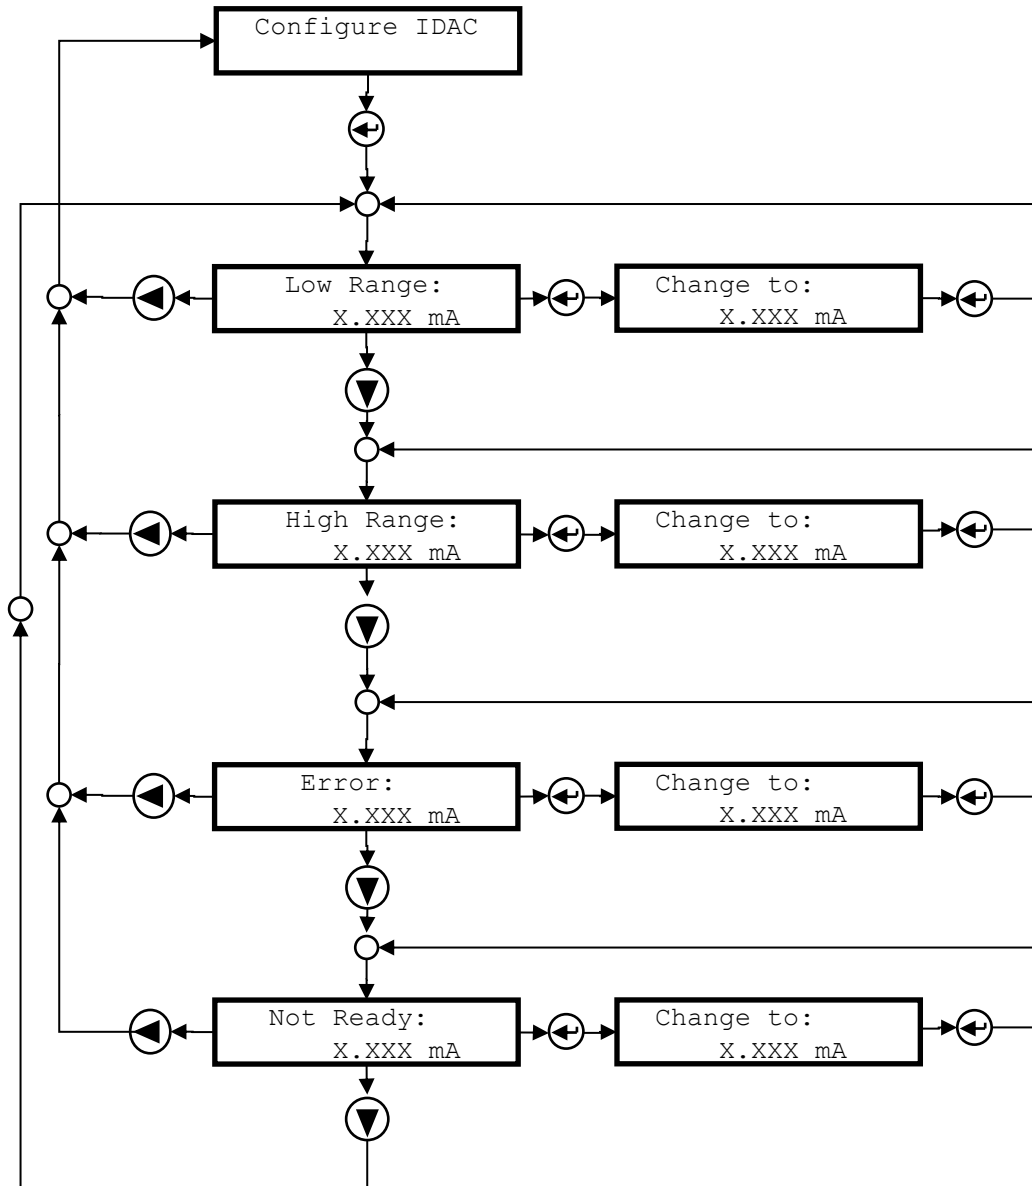 Configure IDAC
Low Range:
X.XXX mA
Change to:
X.XXX mA
High Range:
X.XXX mA
Change to:
X.XXX mA
Error:
X.XXX mA
Change to:
X.XXX mA
Not Ready:
X.XXX mA
Change to:
X.XXX mA